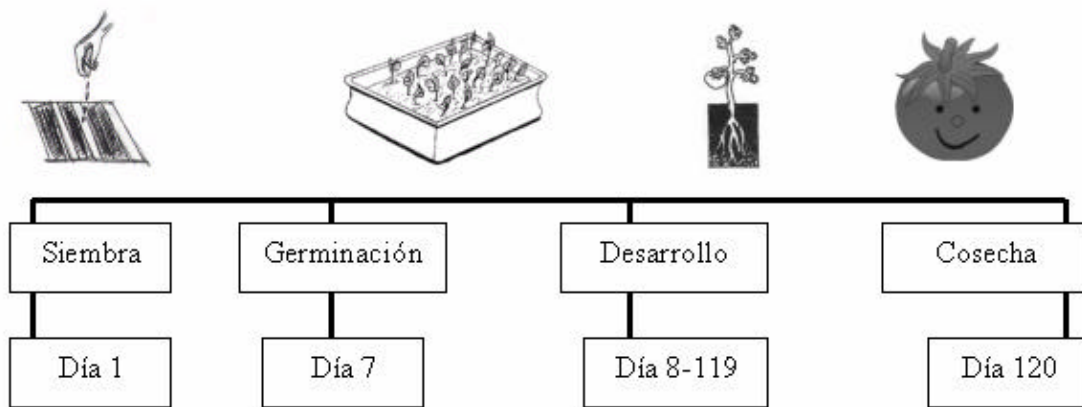 Siembra
Germinación
Desarrollo
Cosecha
Día 1
Día 7
Día 8-119
Día 120